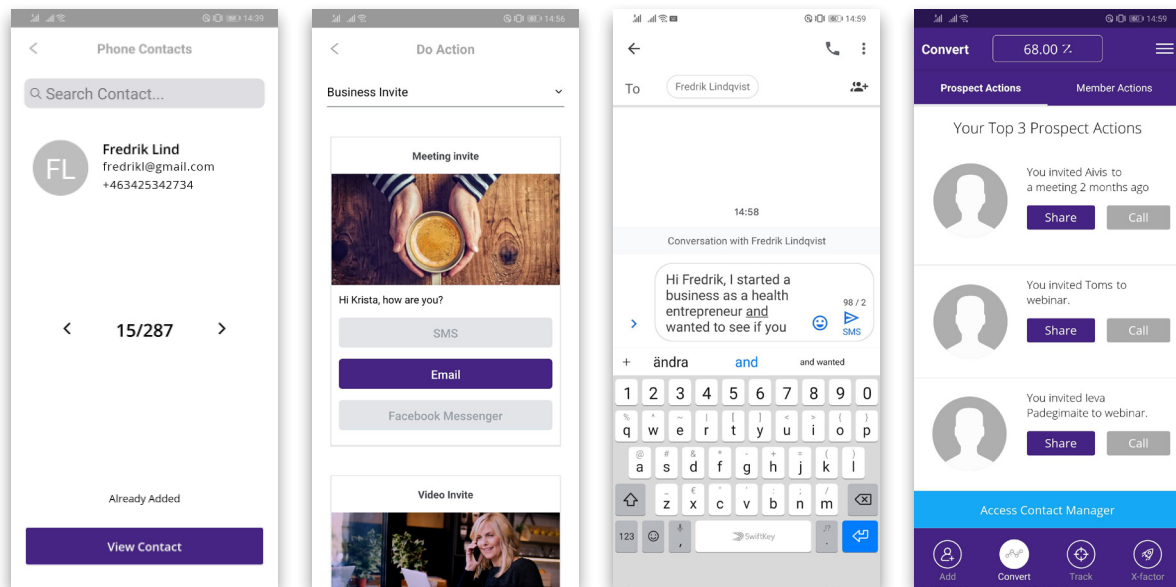 14:39
Phone Contacts
Search Contact...
FL
Fredrik Lind
fredrikl@gmail.com
+463425342734
15/287
Already Added
View Contact
14:56
Do Action
Business Invite
Meeting invite
Hi Krista, how are you?
SMS
Email
Facebook Messenger
Video Invite
14:59
To
Fredrik Lindqvist
14:58
Conversation with Fredrik Lindqvist
Hi Fredrik, I started a
business as a health
entrepreneur and
wanted to see if you
98 / 2
SMS
+ ändra and and wanted
1 2 3 4 5 6 7 8 9 0
q w e r t y u i o p
a s d f g h j k l
z x c v b n m
123 , SwiftKey .
14:59
Convert 68.00 %
Prospect Actions Member Actions
Your Top 3 Prospect Actions
You invited Aivis to
a meeting 2 months ago
Share Call
You invited Toms to
webinar.
Share Call
You invited Ieva
Padegimaite to webinar.
Share Call
Access Contact Manager
Add Convert Track X-factor